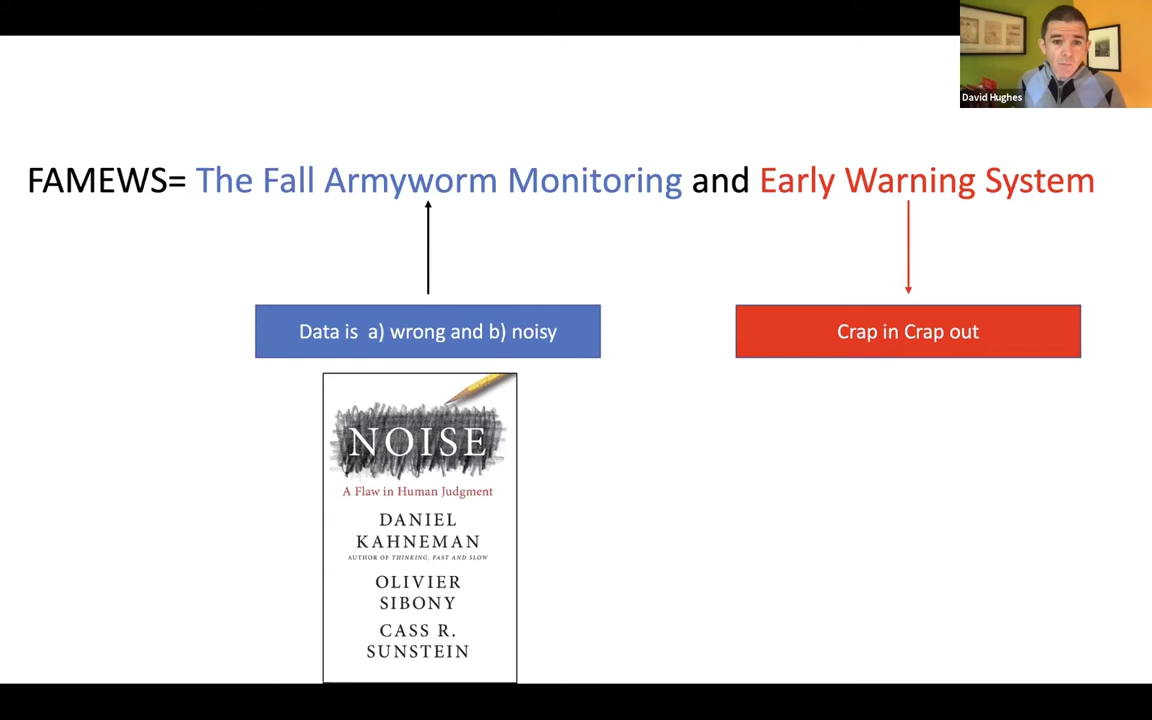 David Hughes
FAMEWS= The Fall Armyworm Monitoring and Early Warning System
Data is a) wrong and b) noisy
Crap in Crap out
NOISE
A Flaw in Human Judgment
DANIEL
KAHNEMAN
AUTHOR OF THINKING, FAST AND SLOW
OLIVIER
SIBONY
CASS R.
SUNSTEIN